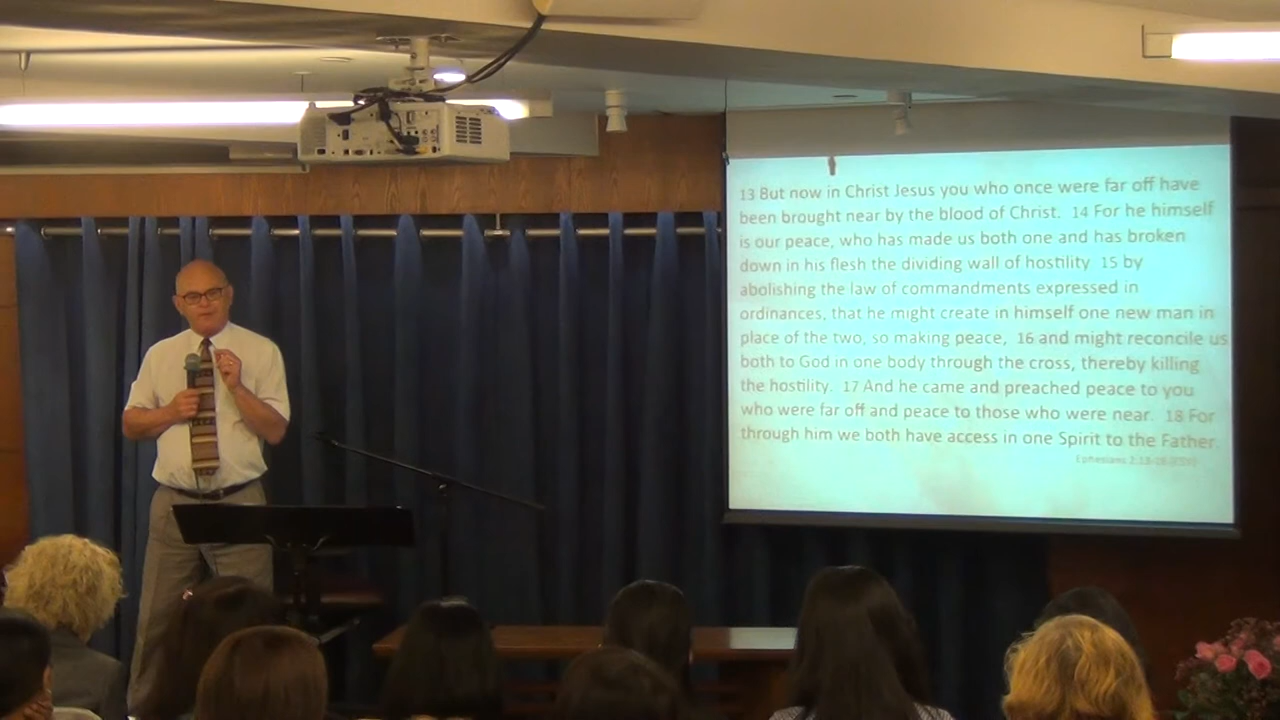 13 But now in Christ Jesus you who once were far off have
been brought near by the blood of Christ. 14 For he himself
is our peace, who has made us both one and has broken
down in his flesh the dividing wall of hostility 15 by
abolishing the law of commandments expressed in
ordinances, that he might create in himself one new man in
place of the two, so making peace, 16 and might reconcile us
both to God in one body through the cross, thereby killing
the hostility. 17 And he came and preached peace to you
who were far off and peace to those who were near. 18 For
through him we both have access in one Spirit to the Father.
Ephesians 2:13-18 (ESV)